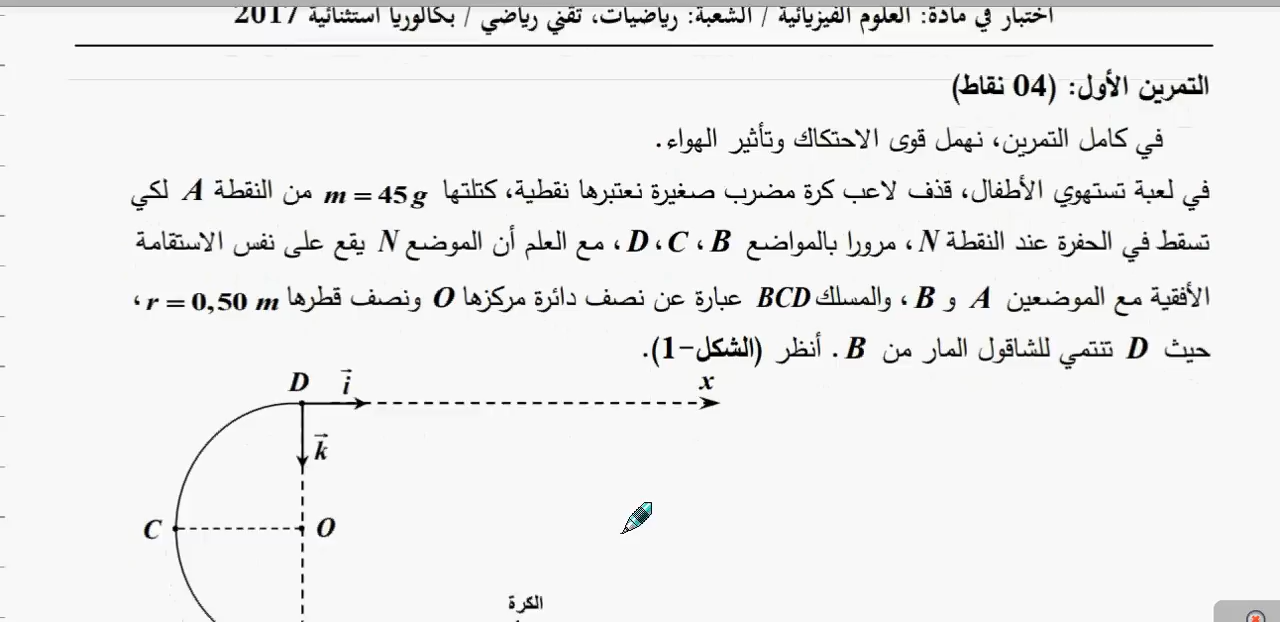 اختبار في مادة: العلوم الفيزيائية / الشعبة: رياضيات، تقني رياضي / بكالوريا استثنائية 2017
التمرين الأول: (04 نقاط)
في كامل التمرين، نهمل قوى الاحتكاك وتأثير الهواء.
في لعبة تستهوي الأطفال، قذف لاعب كرة مضرب صغيرة نعتبرها نقطية، كتلتها m = 45 g من النقطة A لكي
تسقط في الحفرة عند النقطة N، مرورا بالمواضع B، C، D، مع العلم أن الموضع N يقع على نفس الاستقامة
الأفقية مع الموضعين A و B، والمسلك BCD عبارة عن نصف دائرة مركزها O ونصف قطرها r = 0,50 m،
حيث D تنتمي للشاقول المار من B. أنظر (الشكل-1).
D i⃗ x
k⃗
C O
الكرة